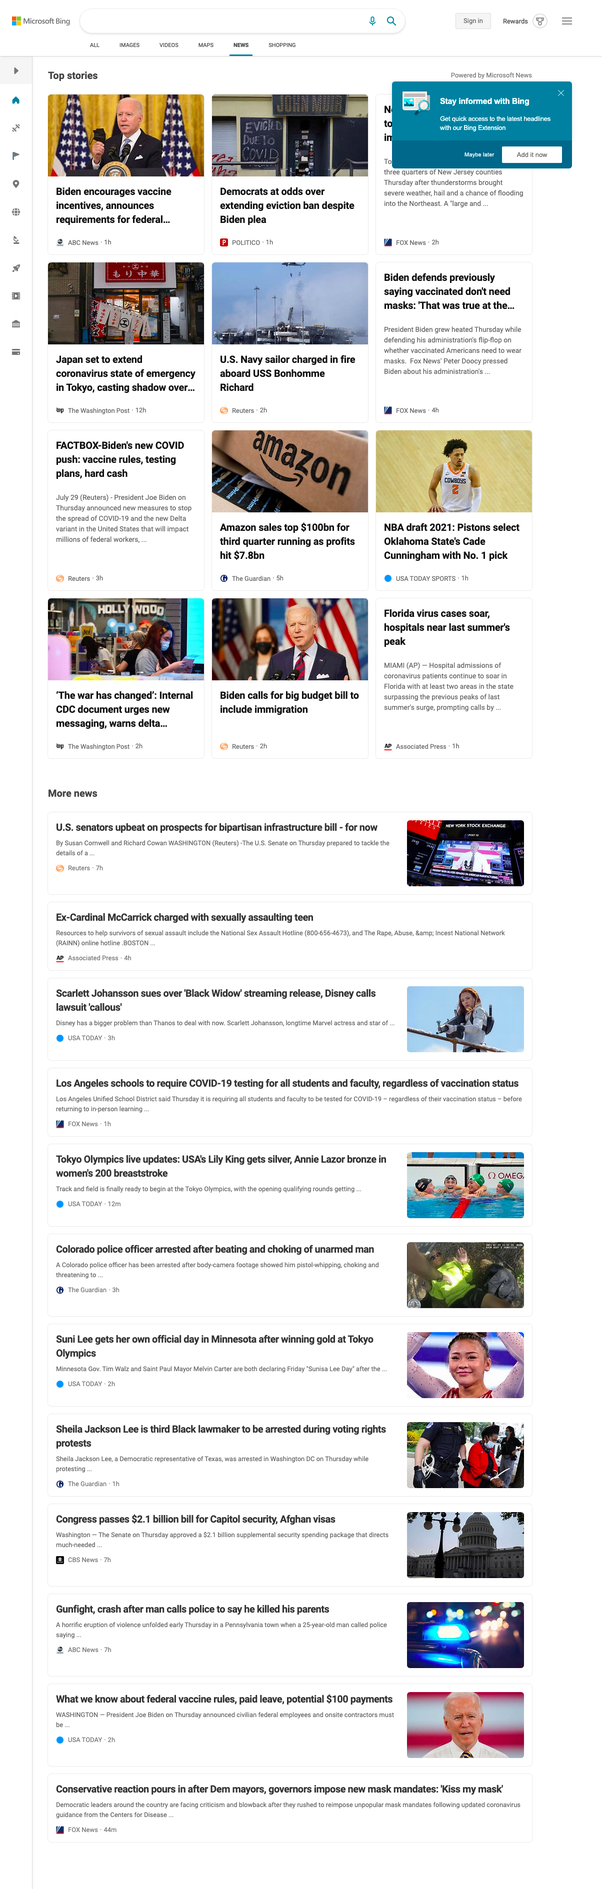 Microsoft Bing
Sign in
Rewards
ALL
IMAGES
VIDEOS
MAPS
NEWS
SHOPPING
Top stories
Powered by Microsoft News
Stay informed with Bing
Get quick access to the latest headlines
with our Bing Extension
Maybe later
Add it now
JOHN MUIR
EVICTED
DUE TO
COVID
Biden encourages vaccine
incentives, announces
requirements for federal...
ABC News · 1h
Democrats at odds over
extending eviction ban despite
Biden plea
POLITICO · 1h
three quarters of New Jersey counties
Thursday after thunderstorms brought
severe weather, hail and a chance of flooding
into the Northeast. A "large and ...
FOX News · 2h
もり中華
Japan set to extend
coronavirus state of emergency
in Tokyo, casting shadow over...
The Washington Post · 12h
U.S. Navy sailor charged in fire
aboard USS Bonhomme
Richard
Reuters · 2h
Biden defends previously
saying vaccinated don't need
masks: 'That was true at the...
President Biden grew heated Thursday while
defending his administration's flip-flop on
whether vaccinated Americans need to wear
masks. Fox News' Peter Doocy pressed
Biden about his administration's ...
FOX News · 4h
FACTBOX-Biden's new COVID
push: vaccine rules, testing
plans, hard cash
July 29 (Reuters) - President Joe Biden on
Thursday announced new measures to stop
the spread of COVID-19 and the new Delta
variant in the United States that will impact
millions of federal workers, ...
Reuters · 3h
amazon
Amazon sales top $100bn for
third quarter running as profits
hit $7.8bn
The Guardian · 5h
COWBOYS
2
NBA draft 2021: Pistons select
Oklahoma State's Cade
Cunningham with No. 1 pick
USA TODAY SPORTS · 1h
HOLLYWOOD
'The war has changed': Internal
CDC document urges new
messaging, warns delta...
The Washington Post · 2h
Biden calls for big budget bill to
include immigration
Reuters · 2h
Florida virus cases soar,
hospitals near last summer's
peak
MIAMI (AP) — Hospital admissions of
coronavirus patients continue to soar in
Florida with at least two areas in the state
surpassing the previous peaks of last
summer's surge, prompting calls by ...
AP Associated Press · 1h
More news
U.S. senators upbeat on prospects for bipartisan infrastructure bill - for now
By Susan Cornwell and Richard Cowan WASHINGTON (Reuters) -The U.S. Senate on Thursday prepared to tackle the
details of a ...
Reuters · 7h
NEW YORK STOCK EXCHANGE
Ex-Cardinal McCarrick charged with sexually assaulting teen
Resources to help survivors of sexual assault include the National Sex Assault Hotline (800-656-4673), and The Rape, Abuse, &amp; Incest National Network
(RAINN) online hotline .BOSTON ...
AP Associated Press · 4h
Scarlett Johansson sues over 'Black Widow' streaming release, Disney calls
lawsuit 'callous'
Disney has a bigger problem than Thanos to deal with now. Scarlett Johansson, longtime Marvel actress and star of ...
USA TODAY · 3h
Los Angeles schools to require COVID-19 testing for all students and faculty, regardless of vaccination status
Los Angeles Unified School District said Thursday it is requiring all students and faculty to be tested for COVID-19 – regardless of their vaccination status – before
returning to in-person learning ...
FOX News · 1h
Tokyo Olympics live updates: USA's Lily King gets silver, Annie Lazor bronze in
women's 200 breaststroke
Track and field is finally ready to begin at the Tokyo Olympics, with the opening qualifying rounds getting ...
USA TODAY · 12m
OMEGA
Colorado police officer arrested after beating and choking of unarmed man
A Colorado police officer has been arrested after body-camera footage showed him pistol-whipping, choking and
threatening to ...
The Guardian · 3h
Suni Lee gets her own official day in Minnesota after winning gold at Tokyo
Olympics
Minnesota Gov. Tim Walz and Saint Paul Mayor Melvin Carter are both declaring Friday "Sunisa Lee Day" after the ...
USA TODAY · 2h
Sheila Jackson Lee is third Black lawmaker to be arrested during voting rights
protests
Sheila Jackson Lee, a Democratic representative of Texas, was arrested in Washington DC on Thursday while
protesting ...
The Guardian · 1h
Congress passes $2.1 billion bill for Capitol security, Afghan visas
Washington — The Senate on Thursday approved a $2.1 billion supplemental security spending package that directs
much-needed ...
CBS News · 7h
Gunfight, crash after man calls police to say he killed his parents
A horrific eruption of violence unfolded early Thursday in a Pennsylvania town when a 25-year-old man called police
saying ...
ABC News · 7h
What we know about federal vaccine rules, paid leave, potential $100 payments
WASHINGTON — President Joe Biden on Thursday announced civilian federal employees and onsite contractors must
be ...
USA TODAY · 2h
Conservative reaction pours in after Dem mayors, governors impose new mask mandates: 'Kiss my mask'
Democratic leaders around the country are facing criticism and blowback after they rushed to reimpose unpopular mask mandates following updated coronavirus
guidance from the Centers for Disease ...
FOX News · 44m